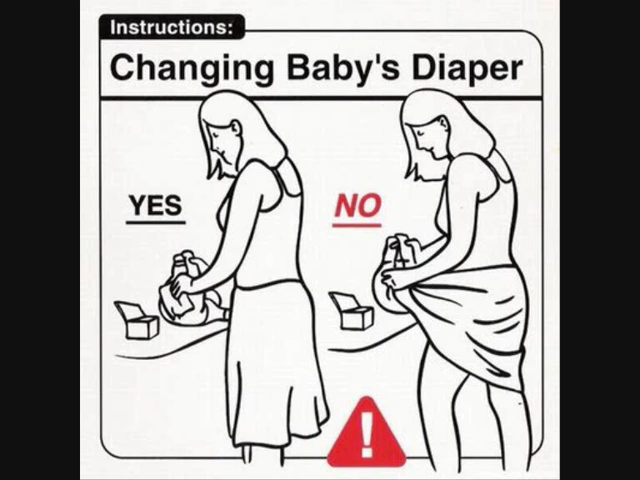 Instructions:
Changing Baby's Diaper
YES
NO
!